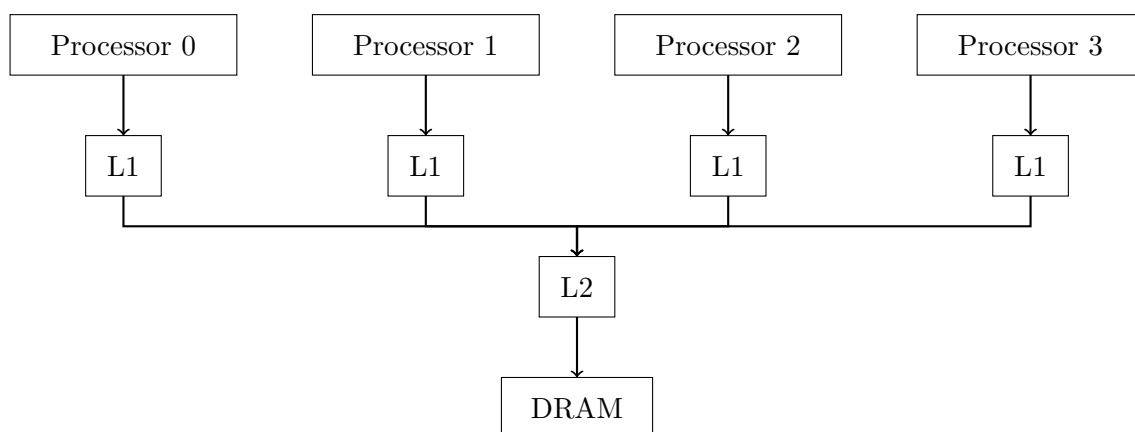 Processor 0
Processor 1
Processor 2
Processor 3
L1
L1
L1
L1
L2
DRAM